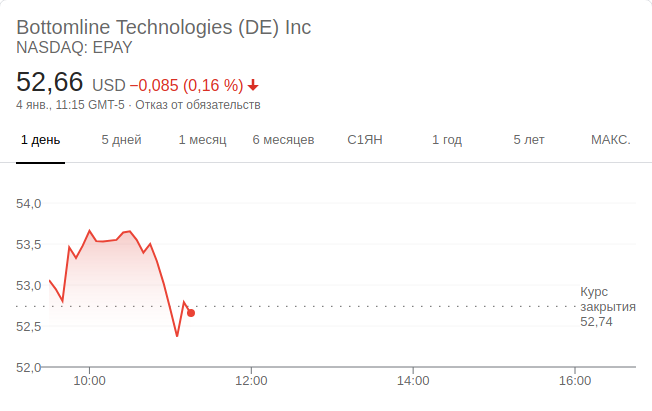 Bottomline Technologies (DE) Inc
NASDAQ: EPAY
52,66 USD −0,085 (0,16 %)
4 янв., 11:15 GMT-5 · Отказ от обязательств
1 день 5 дней 1 месяц 6 месяцев С1ЯН 1 год 5 лет МАКС.
54,0
53,5
53,0
52,5
52,0
Курс
закрытия
52,74
10:00 12:00 14:00 16:00